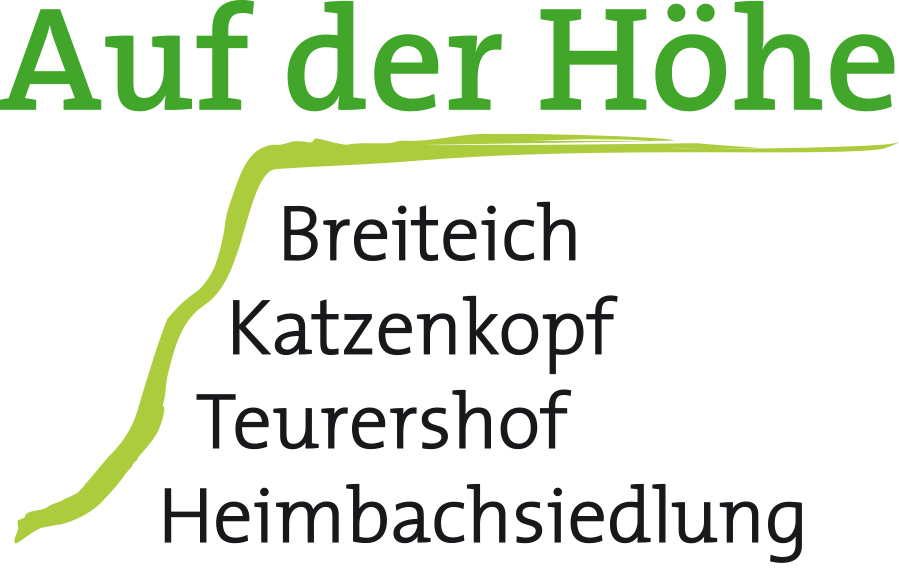 Auf der Höhe
Breiteich
Katzenkopf
Teurershof
Heimbachsiedlung